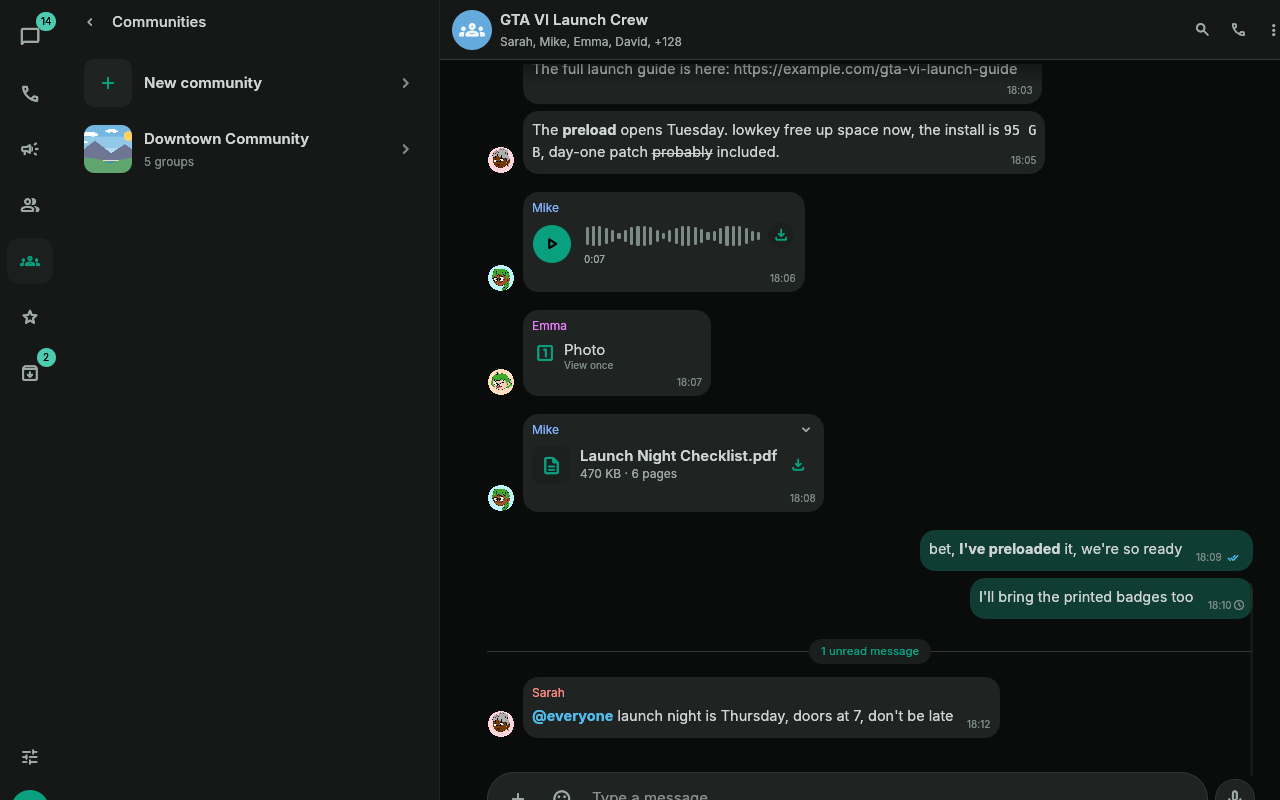 14
Communities
New community
Downtown Community
5 groups
2
GTA VI Launch Crew
Sarah, Mike, Emma, David, +128
The full launch guide is here: https://example.com/gta-vi-launch-guide
18:03
The preload opens Tuesday. lowkey free up space now, the install is 95 G
B, day-one patch probably included.
18:05
Mike
0:07
18:06
Emma
1
Photo
View once
18:07
Mike
Launch Night Checklist.pdf
470 KB · 6 pages
18:08
bet, I've preloaded it, we're so ready
18:09
I'll bring the printed badges too
18:10
1 unread message
Sarah
@everyone launch night is Thursday, doors at 7, don't be late
18:12
Type a message